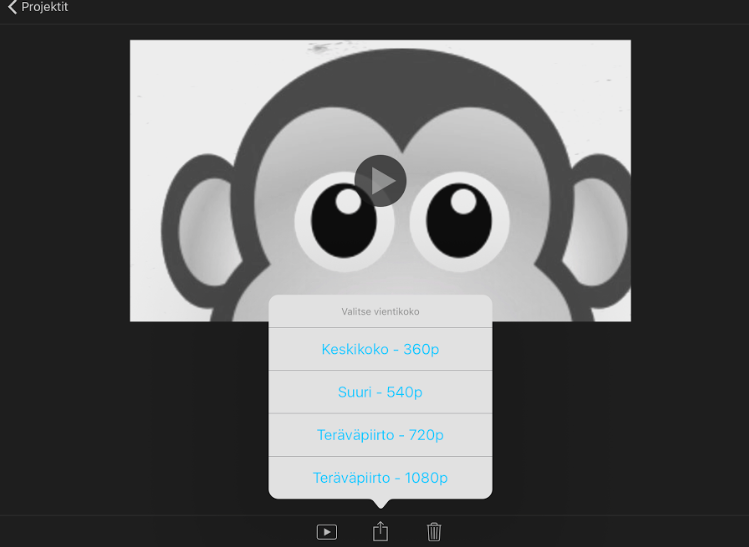 Projektit
Valitse vientikoko
Keskikoko - 360p
Suuri - 540p
Teräväpiirto - 720p
Teräväpiirto - 1080p